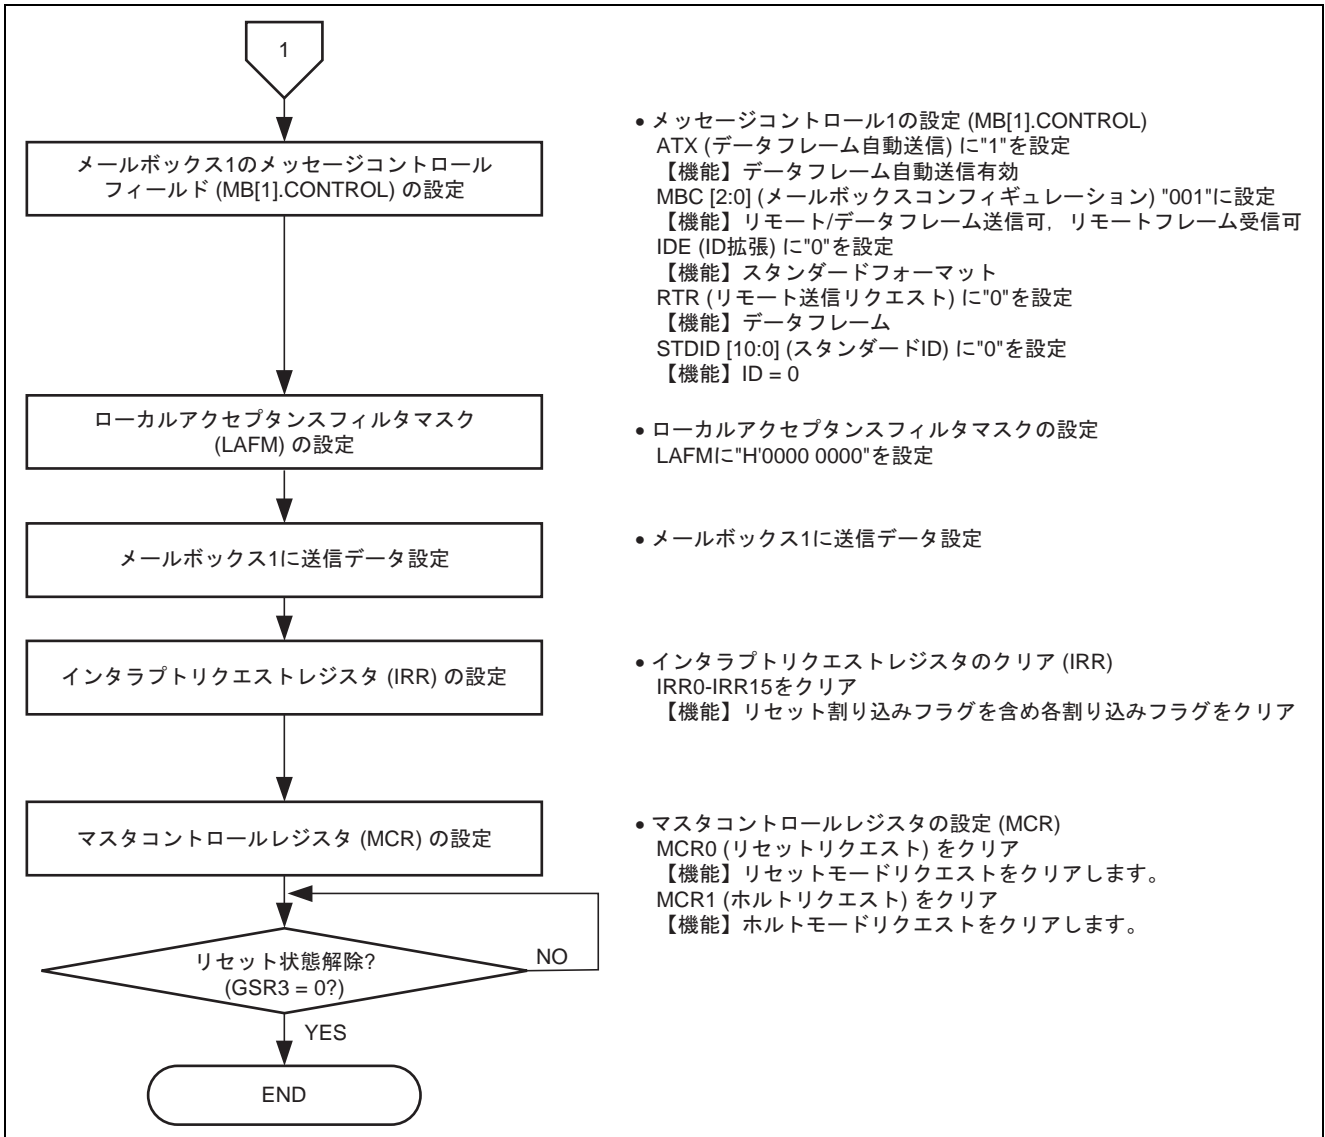 1
メールボックス1のメッセージコントロール
フィールド (MB[1].CONTROL) の設定
● メッセージコントロール1の設定 (MB[1].CONTROL)
ATX (データフレーム自動送信) に"1"を設定
【機能】データフレーム自動送信有効
MBC [2:0] (メールボックスコンフィギュレーション) "001"に設定
【機能】リモート/データフレーム送信可，リモートフレーム受信可
IDE (ID拡張) に"0"を設定
【機能】スタンダードフォーマット
RTR (リモート送信リクエスト) に"0"を設定
【機能】データフレーム
STDID [10:0] (スタンダードID) に"0"を設定
【機能】ID = 0
ローカルアクセプタンスフィルタマスク
(LAFM) の設定
● ローカルアクセプタンスフィルタマスクの設定
LAFMに"H'0000 0000"を設定
メールボックス1に送信データ設定
● メールボックス1に送信データ設定
インタラプトリクエストレジスタ (IRR) の設定
● インタラプトリクエストレジスタのクリア (IRR)
IRR0-IRR15をクリア
【機能】リセット割り込みフラグを含め各割り込みフラグをクリア
マスタコントロールレジスタ (MCR) の設定
● マスタコントロールレジスタの設定 (MCR)
MCR0 (リセットリクエスト) をクリア
【機能】リセットモードリクエストをクリアします。
MCR1 (ホルトリクエスト) をクリア
【機能】ホルトモードリクエストをクリアします。
リセット状態解除?
(GSR3 = 0?)
NO
YES
END